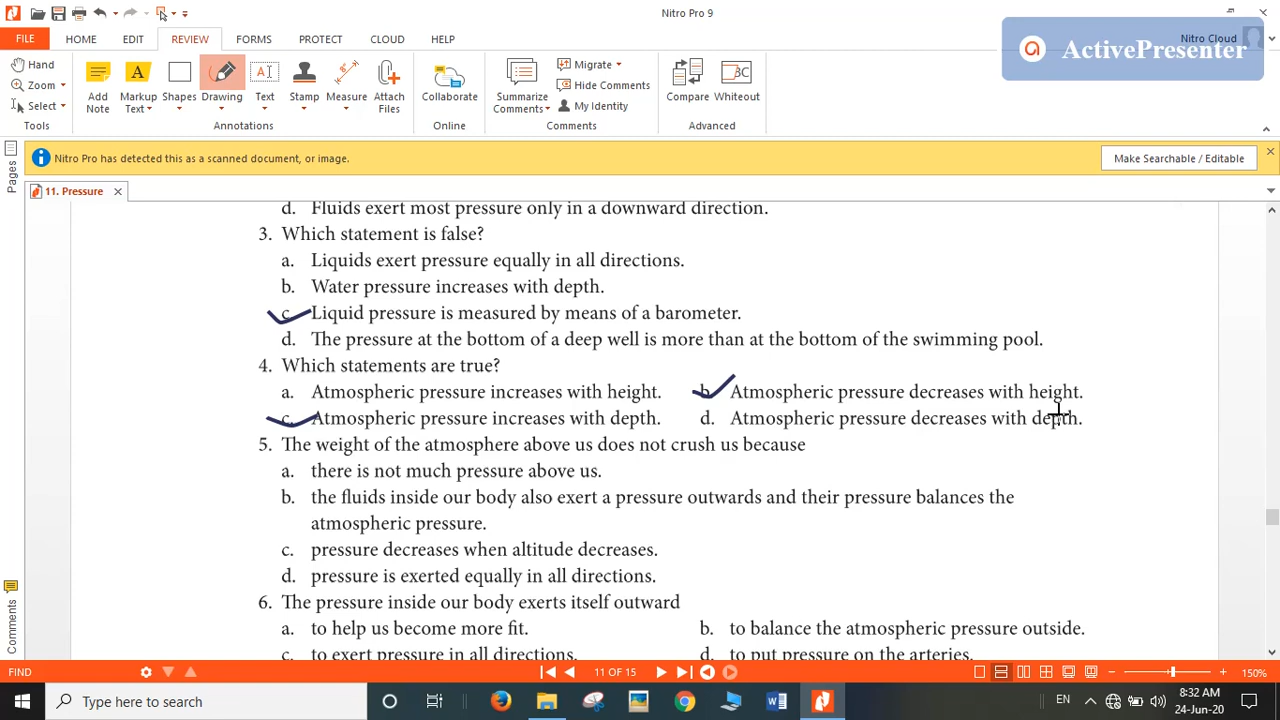 Nitro Pro 9
FILE HOME EDIT REVIEW FORMS PROTECT CLOUD HELP
Nitro Cloud
ActivePresenter
Hand
Zoom
Select
Tools
Add Note
Markup Text
Shapes
Drawing
Text
Stamp
Measure
Attach Files
Annotations
Collaborate
Online
Summarize Comments
Migrate
Hide Comments
My Identity
Comments
Compare
Whiteout
Advanced
Nitro Pro has detected this as a scanned document, or image.
Make Searchable / Editable
Pages
11. Pressure
d. Fluids exert most pressure only in a downward direction.
3. Which statement is false?
a. Liquids exert pressure equally in all directions.
b. Water pressure increases with depth.
c. Liquid pressure is measured by means of a barometer.
d. The pressure at the bottom of a deep well is more than at the bottom of the swimming pool.
4. Which statements are true?
a. Atmospheric pressure increases with height. b. Atmospheric pressure decreases with height.
c. Atmospheric pressure increases with depth. d. Atmospheric pressure decreases with depth.
5. The weight of the atmosphere above us does not crush us because
a. there is not much pressure above us.
b. the fluids inside our body also exert a pressure outwards and their pressure balances the
atmospheric pressure.
c. pressure decreases when altitude decreases.
d. pressure is exerted equally in all directions.
6. The pressure inside our body exerts itself outward
a. to help us become more fit. b. to balance the atmospheric pressure outside.
c. to exert pressure in all directions. d. to put pressure on the arteries.
Comments
FIND
11 OF 15
150%
Type here to search
EN
8:32 AM
24-Jun-20